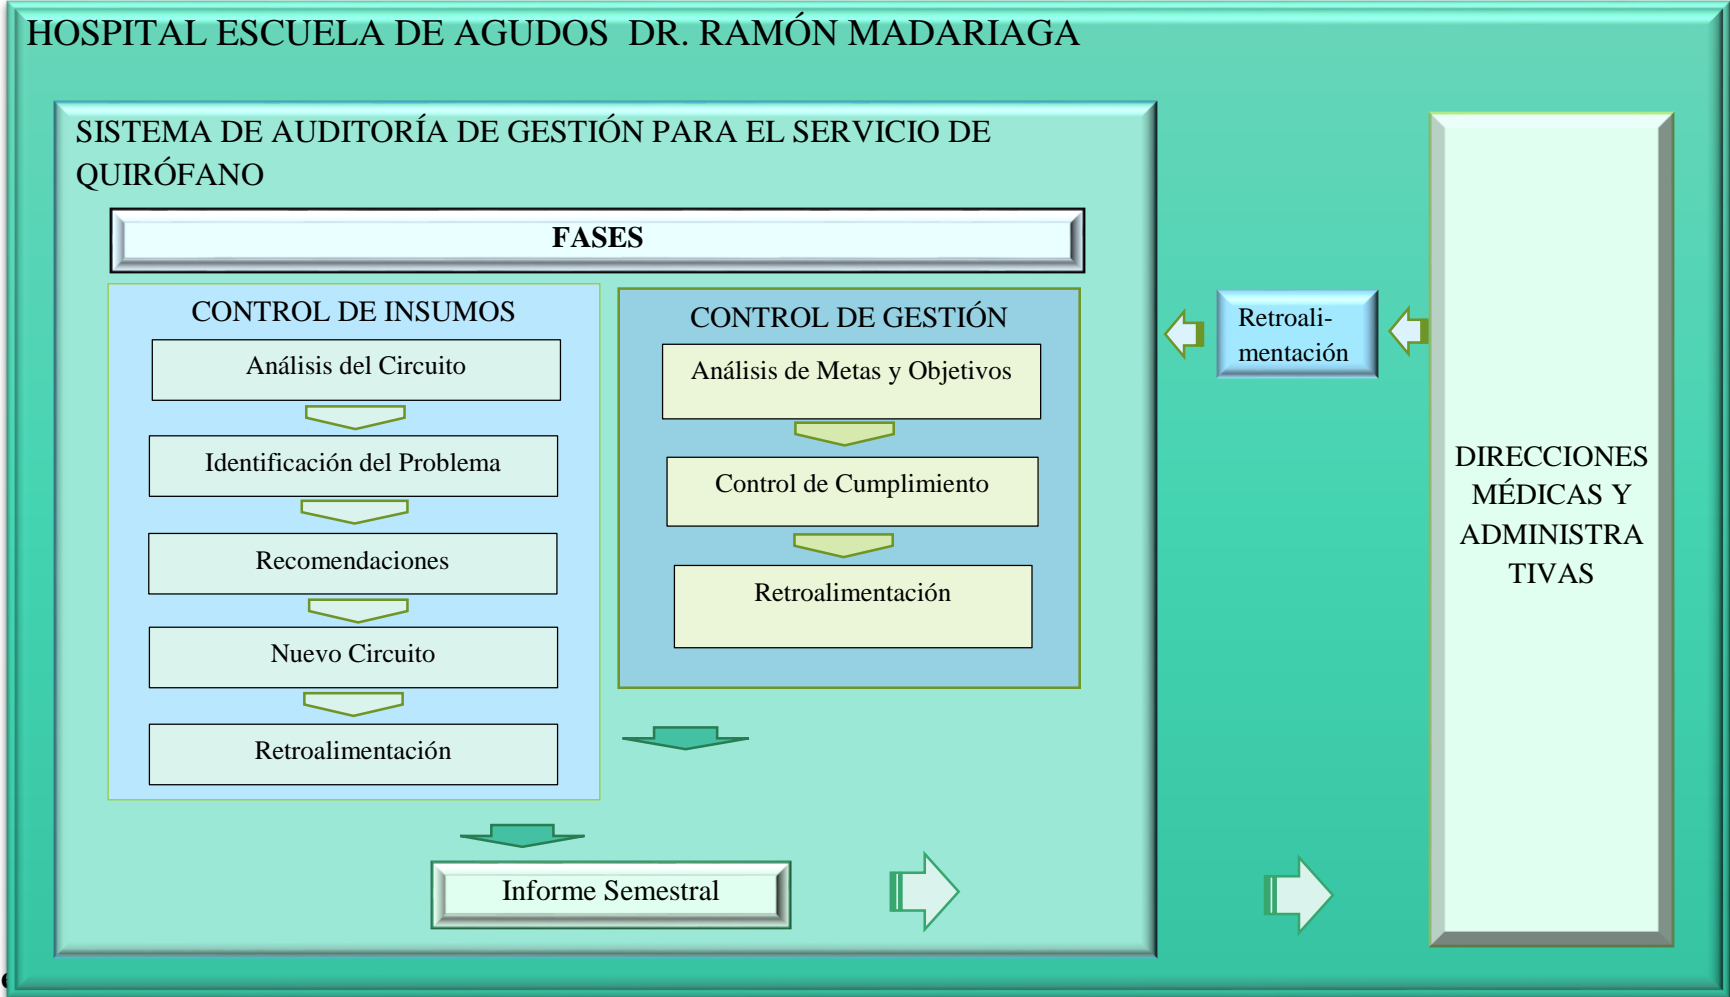 HOSPITAL ESCUELA DE AGUDOS  DR. RAMÓN MADARIAGA
SISTEMA DE AUDITORÍA DE GESTIÓN PARA EL SERVICIO DE
QUIRÓFANO
FASES
CONTROL DE INSUMOS
Análisis del Circuito
Identificación del Problema
Recomendaciones
Nuevo Circuito
Retroalimentación
CONTROL DE GESTIÓN
Análisis de Metas y Objetivos
Control de Cumplimiento
Retroalimentación
Informe Semestral
Retroali-
mentación
DIRECCIONES
MÉDICAS Y
ADMINISTRA
TIVAS